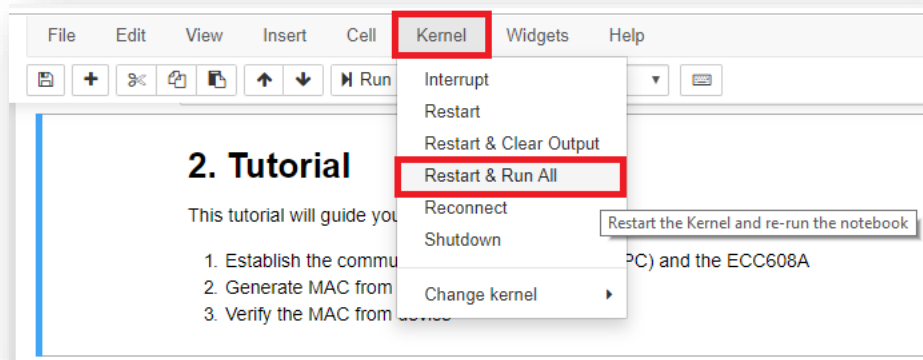 File Edit View Insert Cell Kernel Widgets Help
Run
Interrupt
Restart
Restart & Clear Output
Restart & Run All
Reconnect
Shutdown
Change kernel
Restart the Kernel and re-run the notebook
2. Tutorial
This tutorial will guide you
1. Establish the commu PC) and the ECC608A
2. Generate MAC from
3. Verify the MAC from device